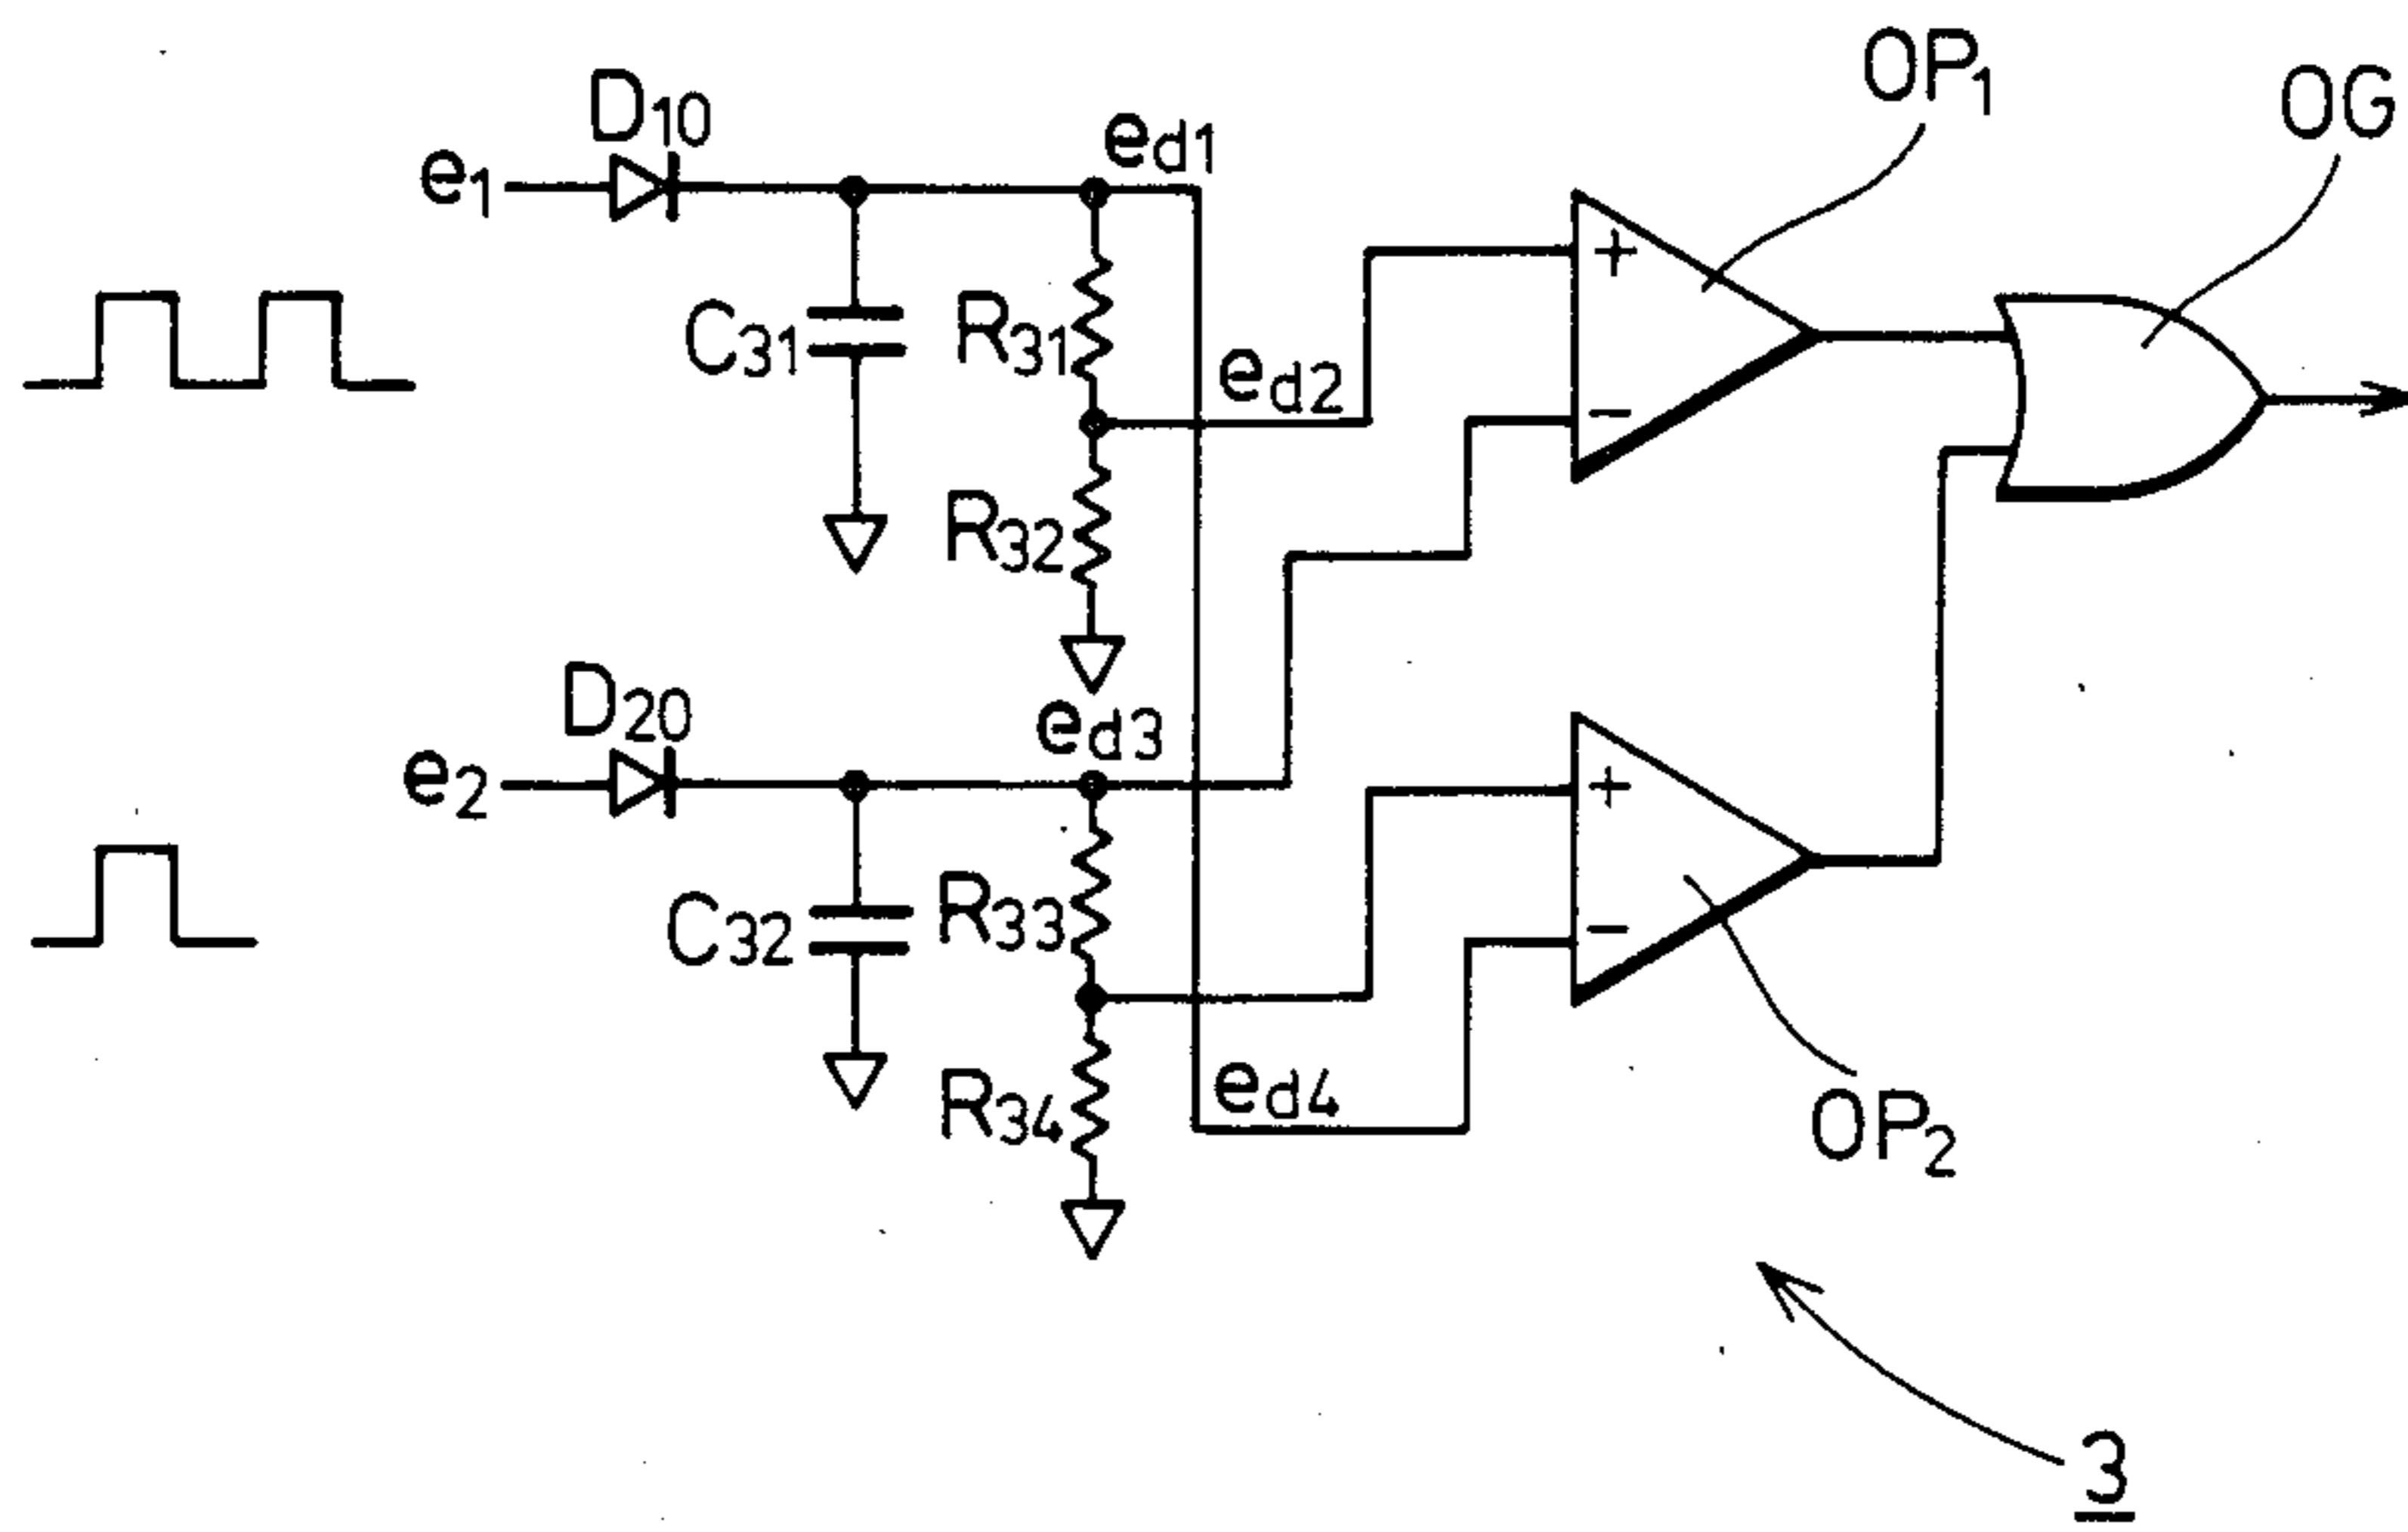 OP1
OG
D10
e1
ed1
+
C31
R31
ed2
−
R32
D20
ed3
e2
+
C32
R33
−
R34
ed4
OP2
3